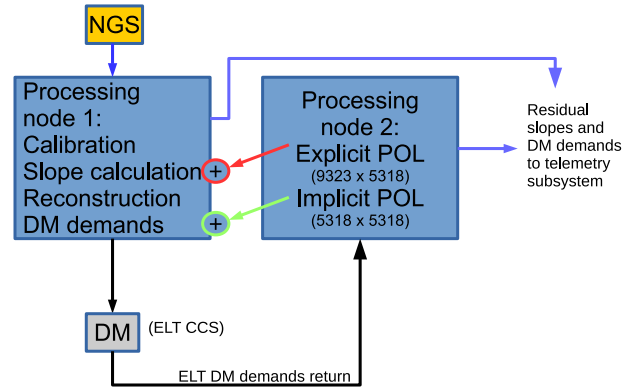 NGS
Processing
node 1:
Calibration
Slope calculation
Reconstruction
DM demands
+
+
Processing
node 2:
Explicit POL
(9323 x 5318)
Implicit POL
(5318 x 5318)
Residual
slopes and
DM demands
to telemetry
subsystem
DM
(ELT CCS)
ELT DM demands return